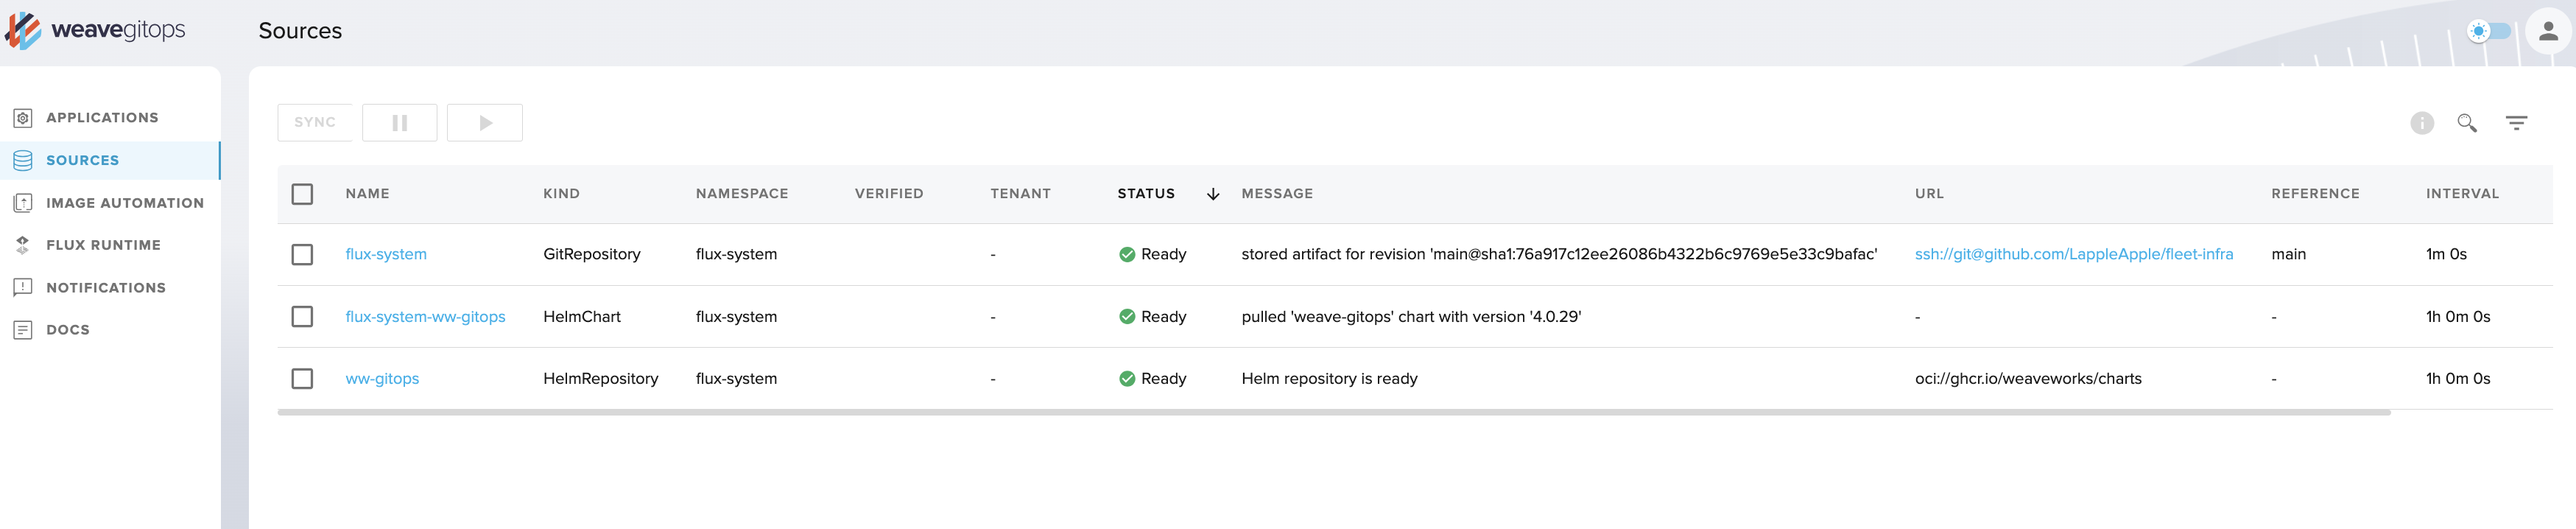 weavegitops
Sources
APPLICATIONS
SOURCES
IMAGE AUTOMATION
FLUX RUNTIME
NOTIFICATIONS
DOCS
SYNC
NAME KIND NAMESPACE VERIFIED TENANT STATUS MESSAGE URL REFERENCE INTERVAL
flux-system GitRepository flux-system - Ready stored artifact for revision 'main@sha1:76a917c12ee26086b4322b6c9769e5e33c9bafac' ssh://git@github.com/LappleApple/fleet-infra main 1m 0s
flux-system-ww-gitops HelmChart flux-system - Ready pulled 'weave-gitops' chart with version '4.0.29' - - 1h 0m 0s
ww-gitops HelmRepository flux-system - Ready Helm repository is ready oci://ghcr.io/weaveworks/charts - 1h 0m 0s